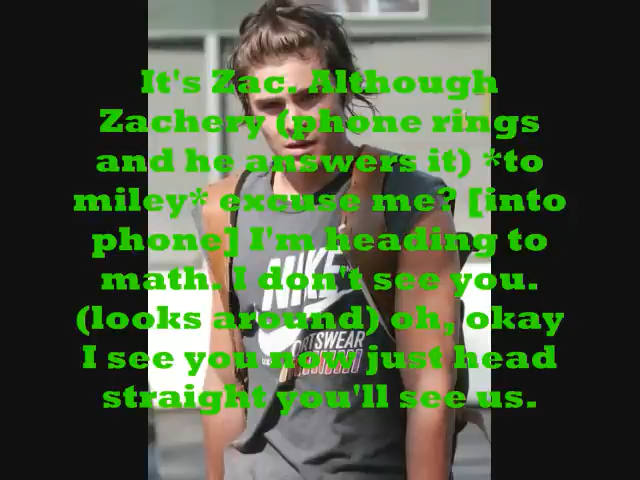 It's Zac. Although
Zachery (phone rings
and he answers it) *to
miley* excuse me? [into
phone] I'm heading to
math. I don't see you.
(looks around) oh, okay
I see you now just head
straight you'll see us.
NIKE
SPORTSWEAR